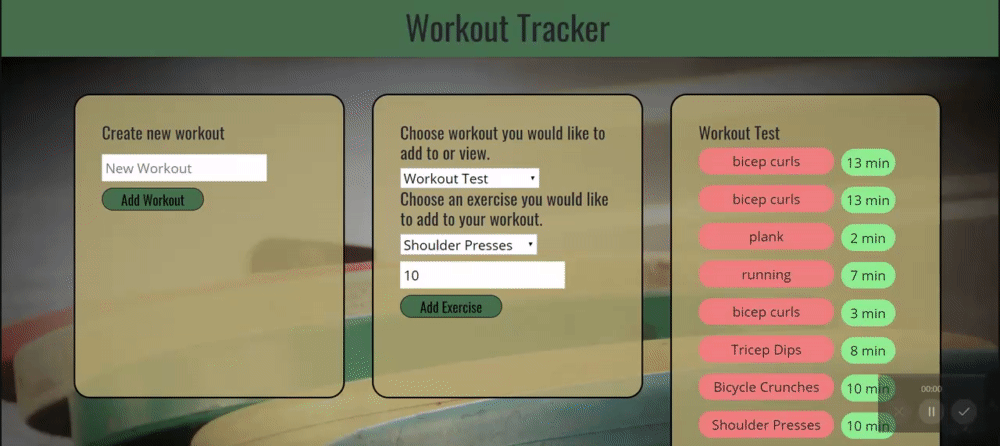 Workout Tracker
Create new workout
New Workout
Add Workout
Choose workout you would like to
add to or view.
Workout Test
Choose an exercise you would like
to add to your workout.
Shoulder Presses
10
Add Exercise
Workout Test
bicep curls 13 min
bicep curls 13 min
plank 2 min
running 7 min
bicep curls 3 min
Tricep Dips 8 min
Bicycle Crunches 10 min
00:00
Shoulder Presses 10 min